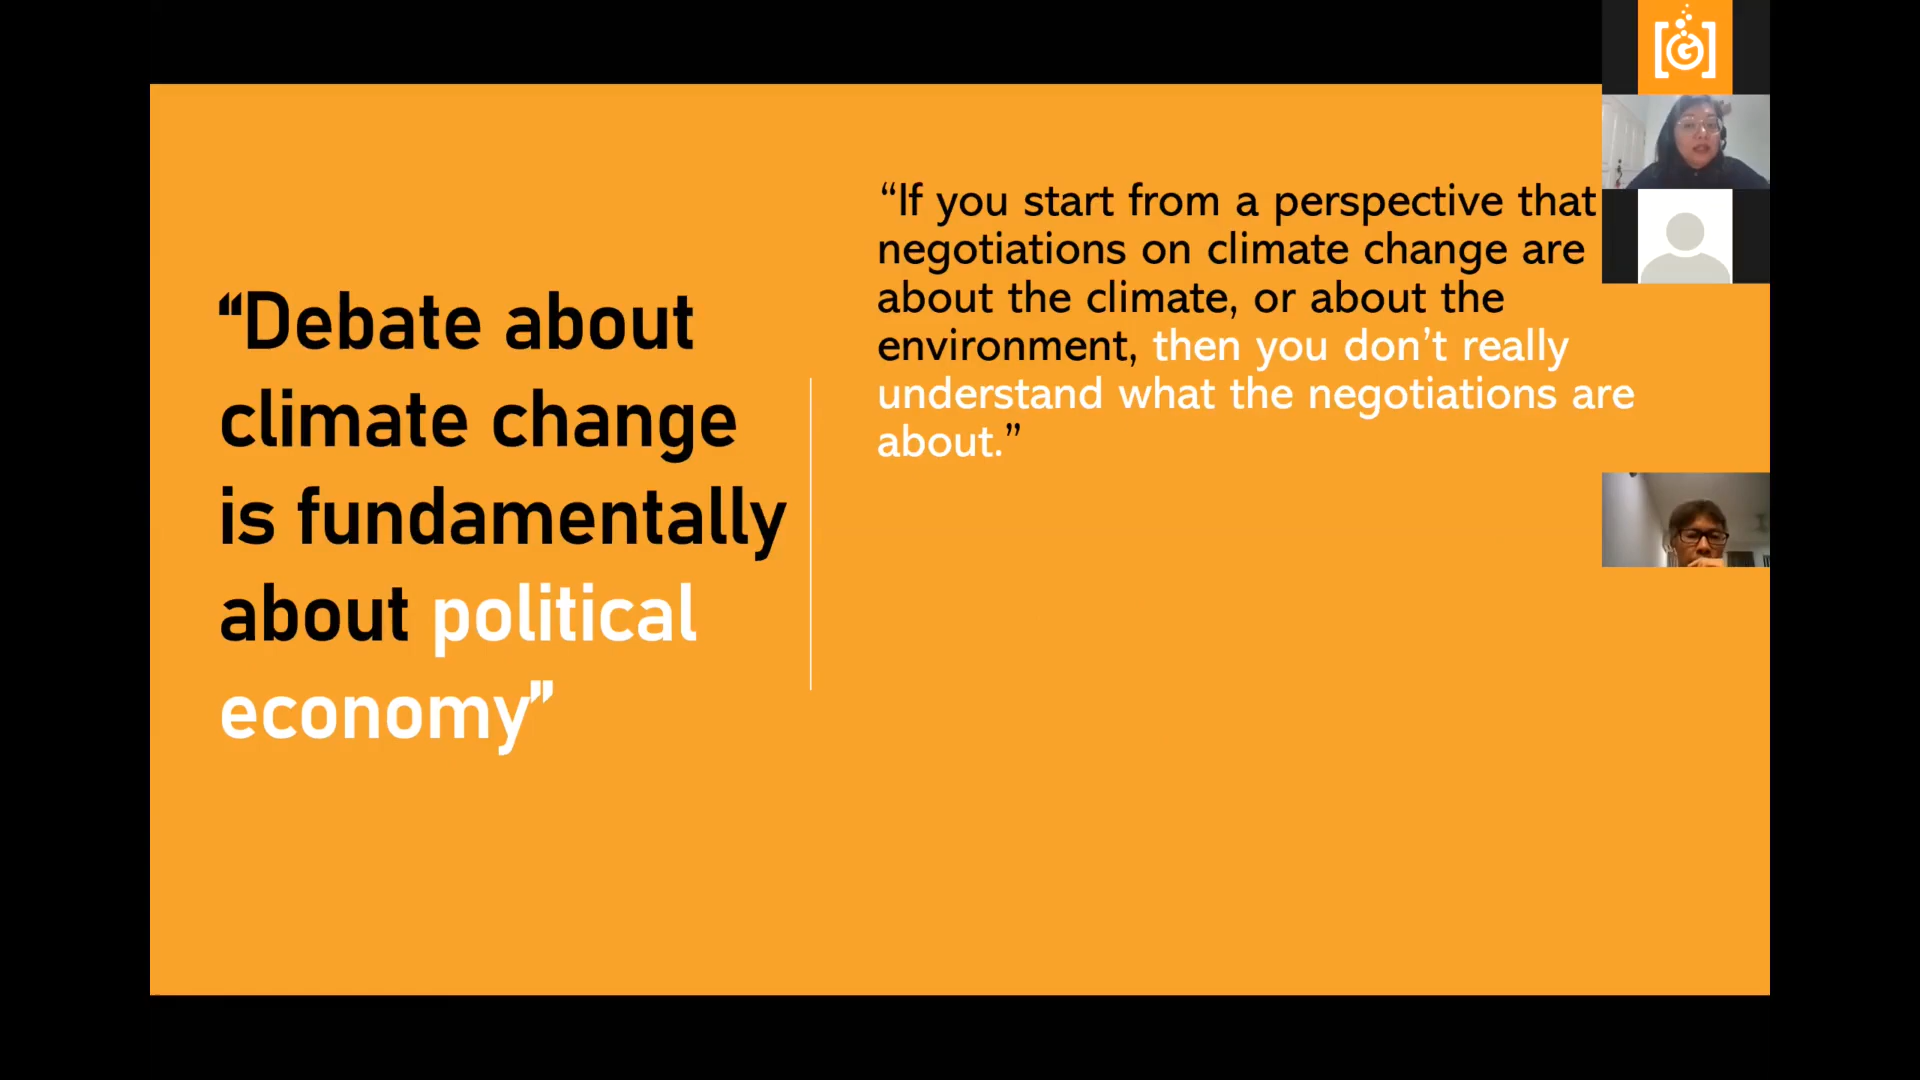 “Debate about
climate change
is fundamentally
about political
economy”
“If you start from a perspective that
negotiations on climate change are
about the climate, or about the
environment, then you don’t really
understand what the negotiations are
about.”
[G]